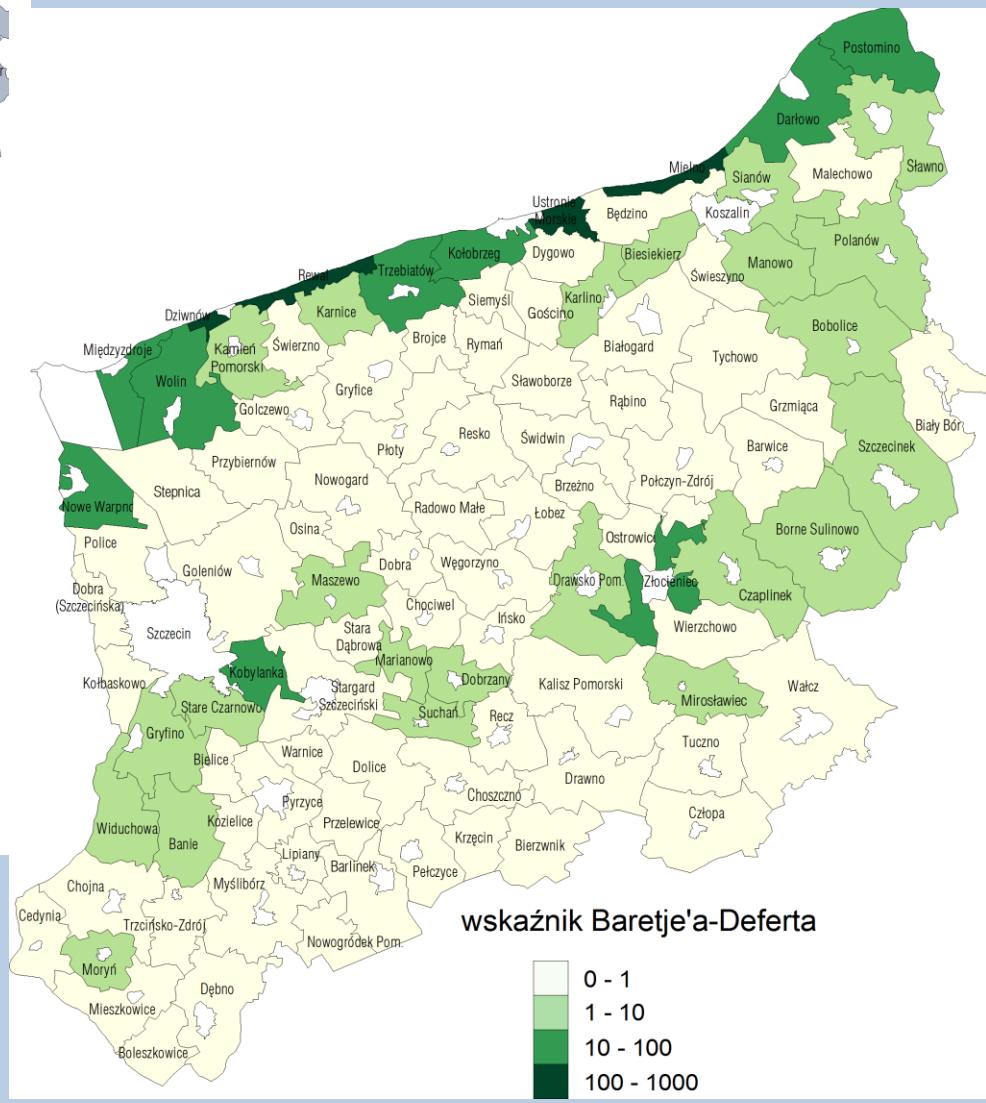 Postomino
Darłowo
Sławno
Malechowo
Mielno
Sianów
Koszalin
Ustronie
Morskie
Będzino
Polanów
Manowo
Biesiekierz
Świeszyno
Dygowo
Kołobrzeg
Trzebiatów
Rewal
Karnice
Siemyśl
Gościno
Karlino
Bobolice
Dziwnów
Świerzno
Brojce
Rymań
Białogard
Tychowo
Międzyzdroje
Kamień
Pomorski
Wolin
Gryfice
Sławoborze
Rąbino
Grzmiąca
Golczewo
Biały Bór
Resko
Świdwin
Barwice
Szczecinek
Płoty
Przybiernów
Połczyn-Zdrój
Stepnica
Nowogard
Brzeżno
Nowe Warpno
Radowo Małe
Łobez
Osina
Ostrowice
Borne Sulinowo
Police
Goleniów
Dobra
Węgorzyno
Maszewo
Drawsko Pom.
Złocieniec
Czaplinek
Dobra
(Szczecińska)
Chociwel
Ińsko
Szczecin
Stara
Dąbrowa
Wierzchowo
Marianowo
Kobylanka
Dobrzany
Kalisz Pomorski
Wałcz
Kołbaskowo
Stargard
Szczeciński
Mirosławiec
Stare Czarnowo
Suchań
Recz
Gryfino
Tuczno
Bielice
Warnice
Dolice
Drawno
Choszczno
Pyrzyce
Człopa
Widuchowa
Banie
Kozielice
Przelewice
Krzęcin
Bierzwnik
Lipiany
Barlinek
Pełczyce
Chojna
Myślibórz
Cedynia
Trzcińsko-Zdrój
Nowogródek Pom.
Moryń
Dębno
Mieszkowice
Boleszkowice
wskaźnik Baretje'a-Deferta
0 - 1
1 - 10
10 - 100
100 - 1000